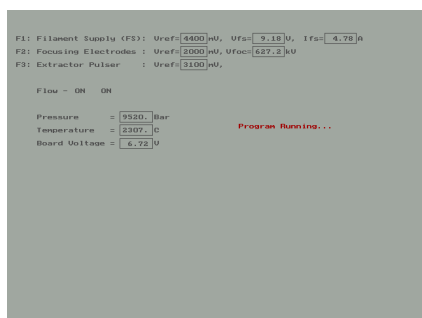 F1: Filament Supply (FS): Vref= 4400 mV, Vfs= 9.18 V, Ifs= 4.78 A
F2: Focusing Electrodes : Vref= 2000 mV, Vfoc= 627.2 kV
F3: Extractor Pulser : Vref= 3100 mV,
Flow - ON ON
Pressure = 9520. Bar
Program Running...
Temperature = 2307. C
Board Voltage = 6.72 V